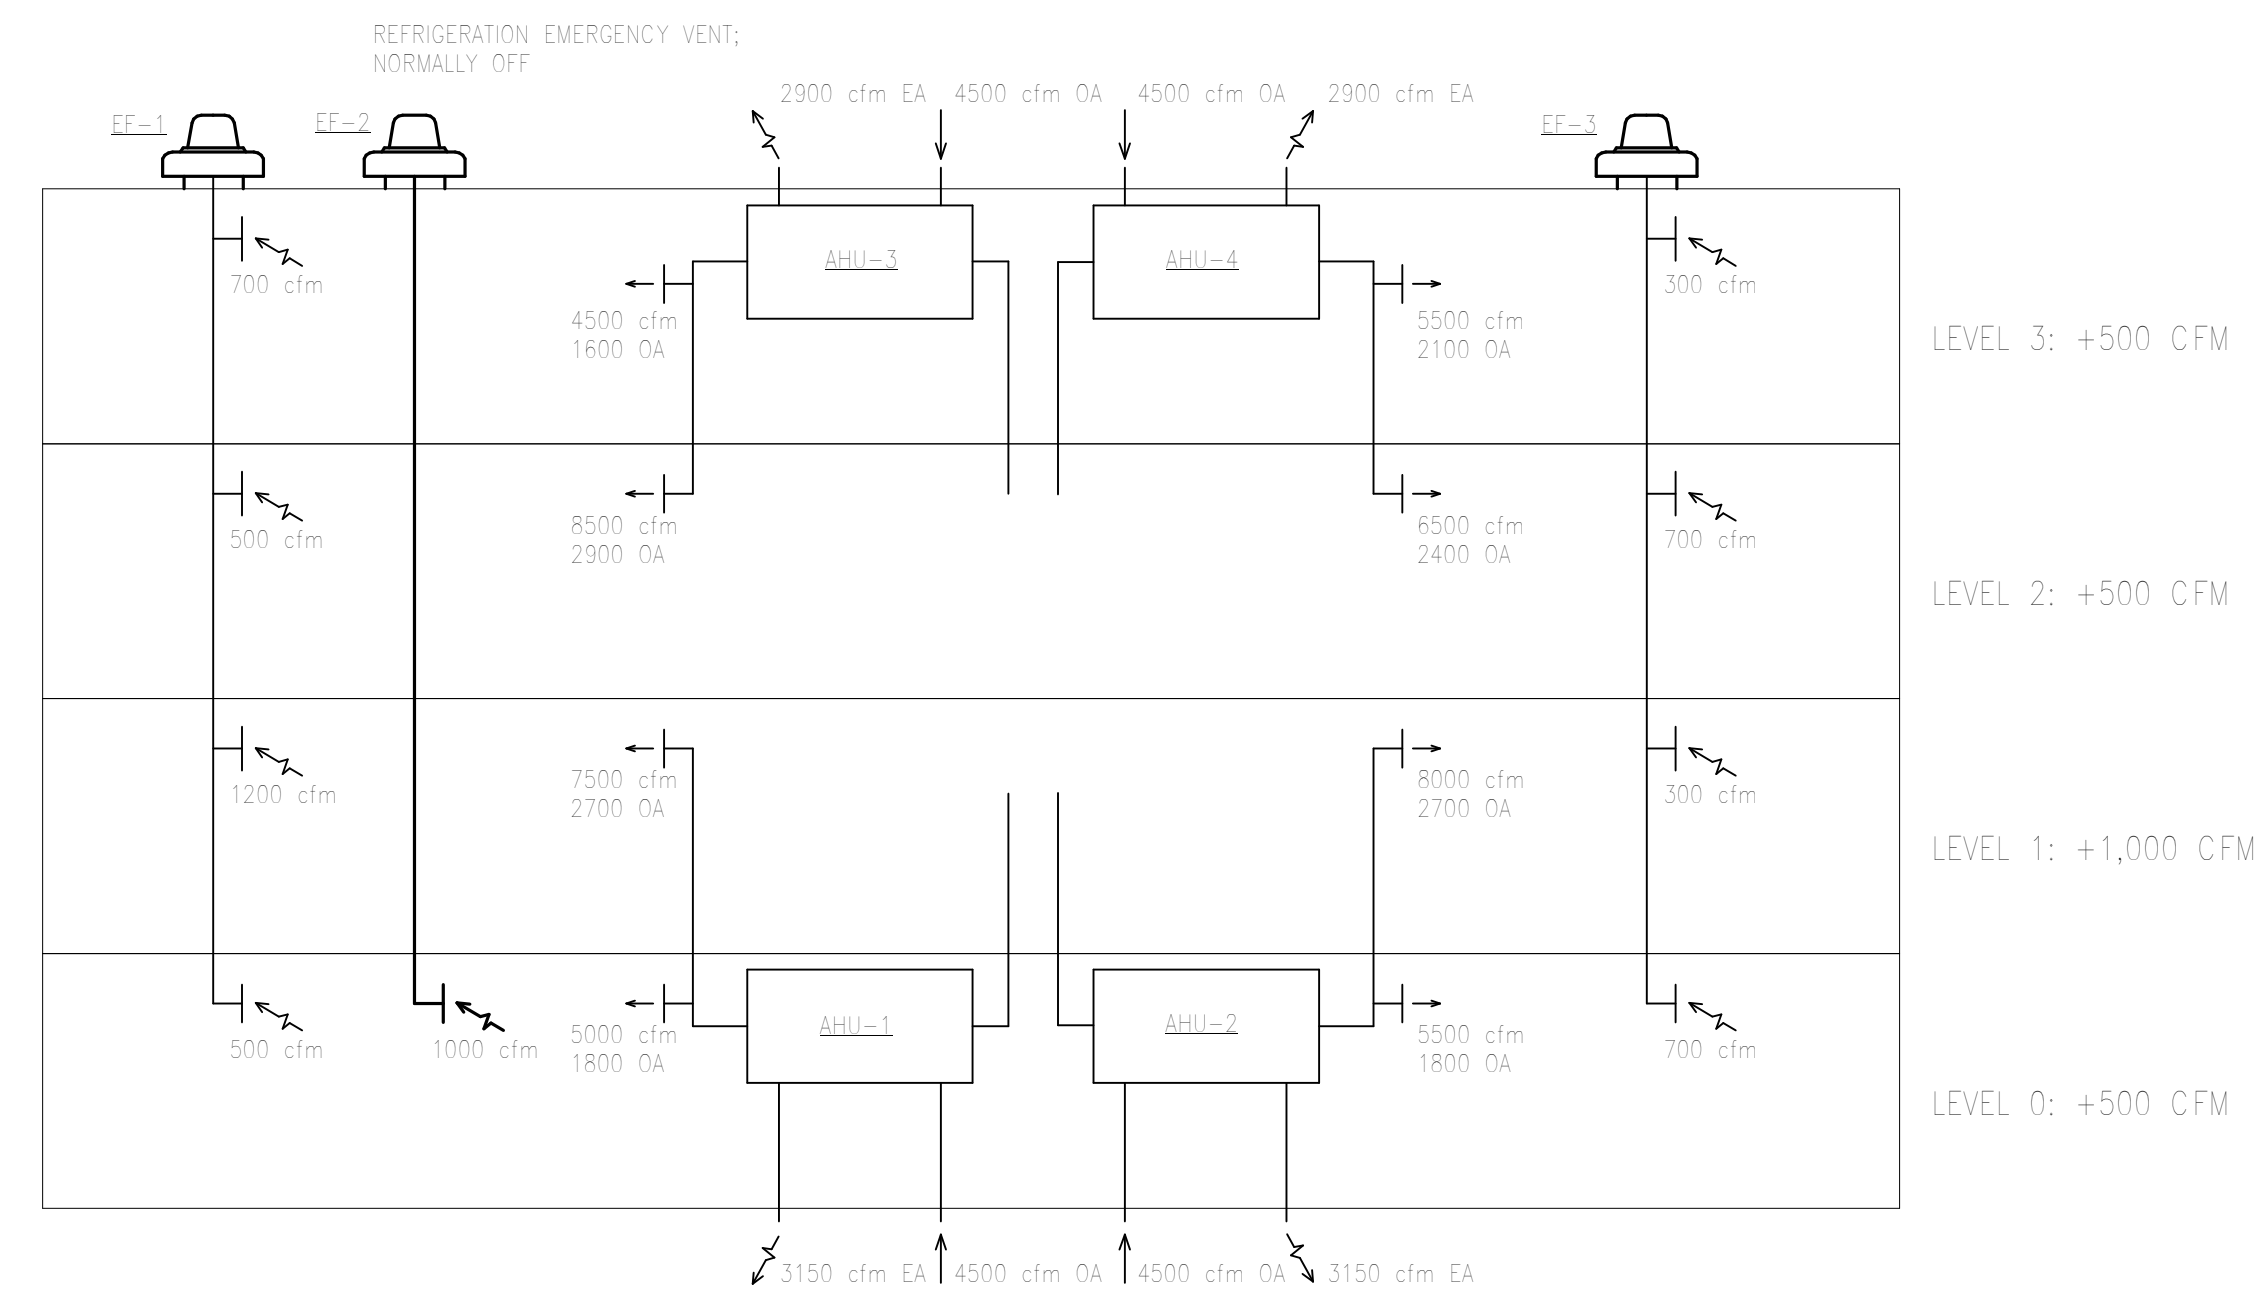 REFRIGERATION EMERGENCY VENT;
NORMALLY OFF
2900 cfm EA
4500 cfm OA
4500 cfm OA
2900 cfm EA
EF-1
EF-2
EF-3
AHU-3
AHU-4
700 cfm
300 cfm
4500 cfm
1600 OA
5500 cfm
2100 OA
LEVEL 3: +500 CFM
500 cfm
8500 cfm
2900 OA
6500 cfm
2400 OA
700 cfm
LEVEL 2: +500 CFM
1200 cfm
7500 cfm
2700 OA
8000 cfm
2700 OA
300 cfm
LEVEL 1: +1,000 CFM
AHU-1
AHU-2
500 cfm
1000 cfm
5000 cfm
1800 OA
5500 cfm
1800 OA
700 cfm
LEVEL 0: +500 CFM
3150 cfm EA
4500 cfm OA
4500 cfm OA
3150 cfm EA